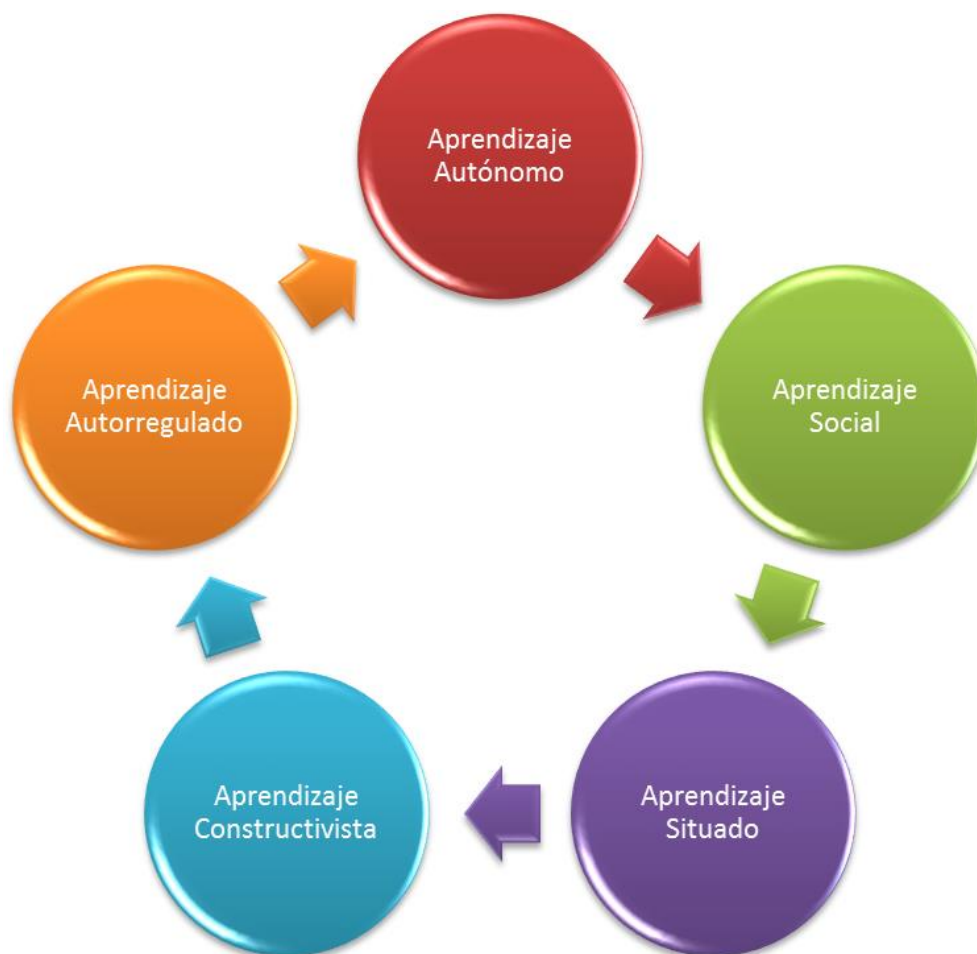 Aprendizaje
Autónomo
Aprendizaje
Social
Aprendizaje
Situado
Aprendizaje
Constructivista
Aprendizaje
Autorregulado